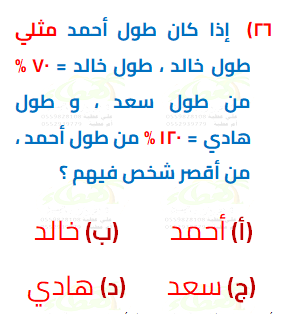 ٢٦) إذا كان طول أحمد مثلي
طول خالد ، طول خالد = ٧٠ %
من طول سعد ، و طول
هادي = ١٢٠ % من طول أحمد ،
من أقصر شخص فيهم ؟
(أ) أحمد (ب) خالد
(ج) سعد (د) هادي